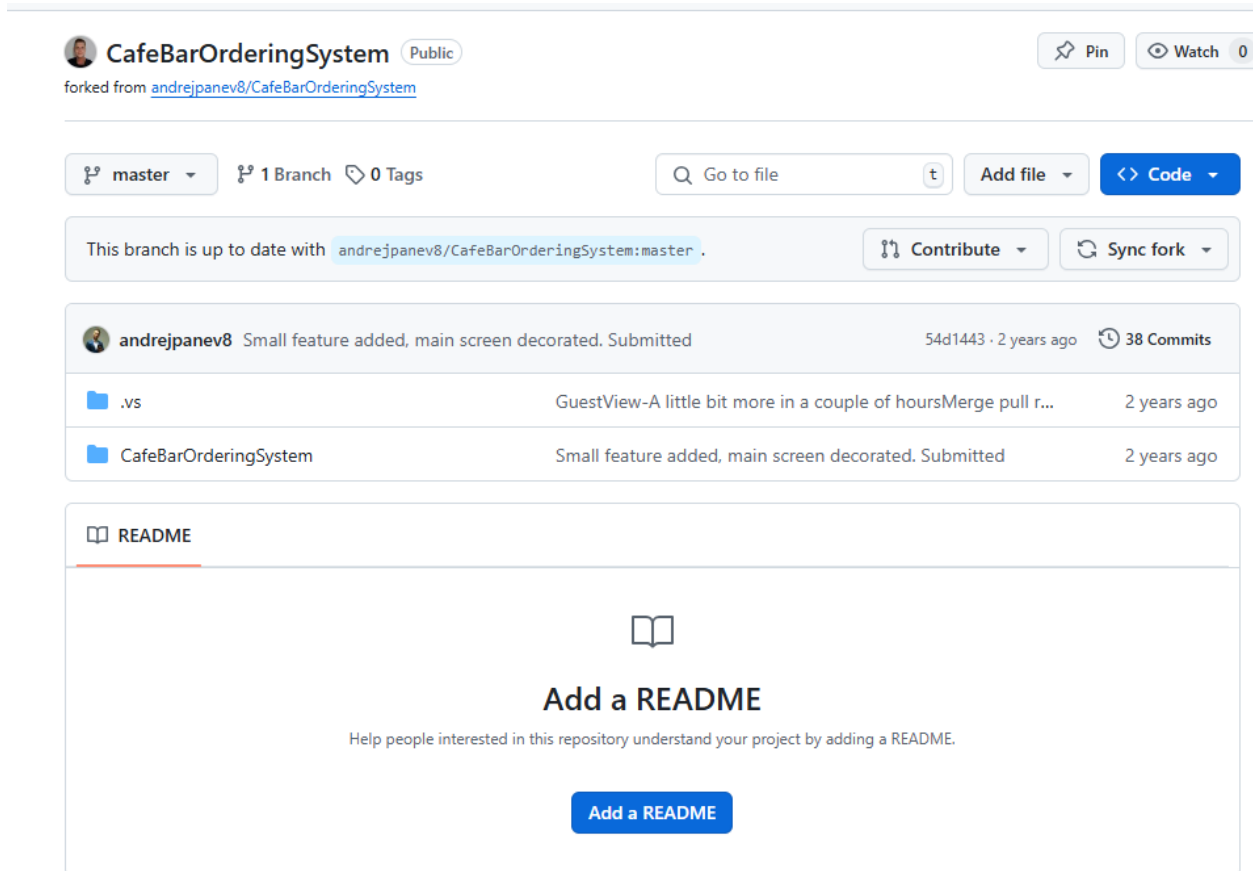 CafeBarOrderingSystem Public Pin Watch 0
forked from andrejpanev8/CafeBarOrderingSystem
master 1 Branch 0 Tags Go to file t Add file <> Code
This branch is up to date with andrejpanev8/CafeBarOrderingSystem:master . Contribute Sync fork
andrejpanev8 Small feature added, main screen decorated. Submitted 54d1443 · 2 years ago 38 Commits
.vs GuestView-A little bit more in a couple of hoursMerge pull r... 2 years ago
CafeBarOrderingSystem Small feature added, main screen decorated. Submitted 2 years ago
README
Add a README
Help people interested in this repository understand your project by adding a README.
Add a README